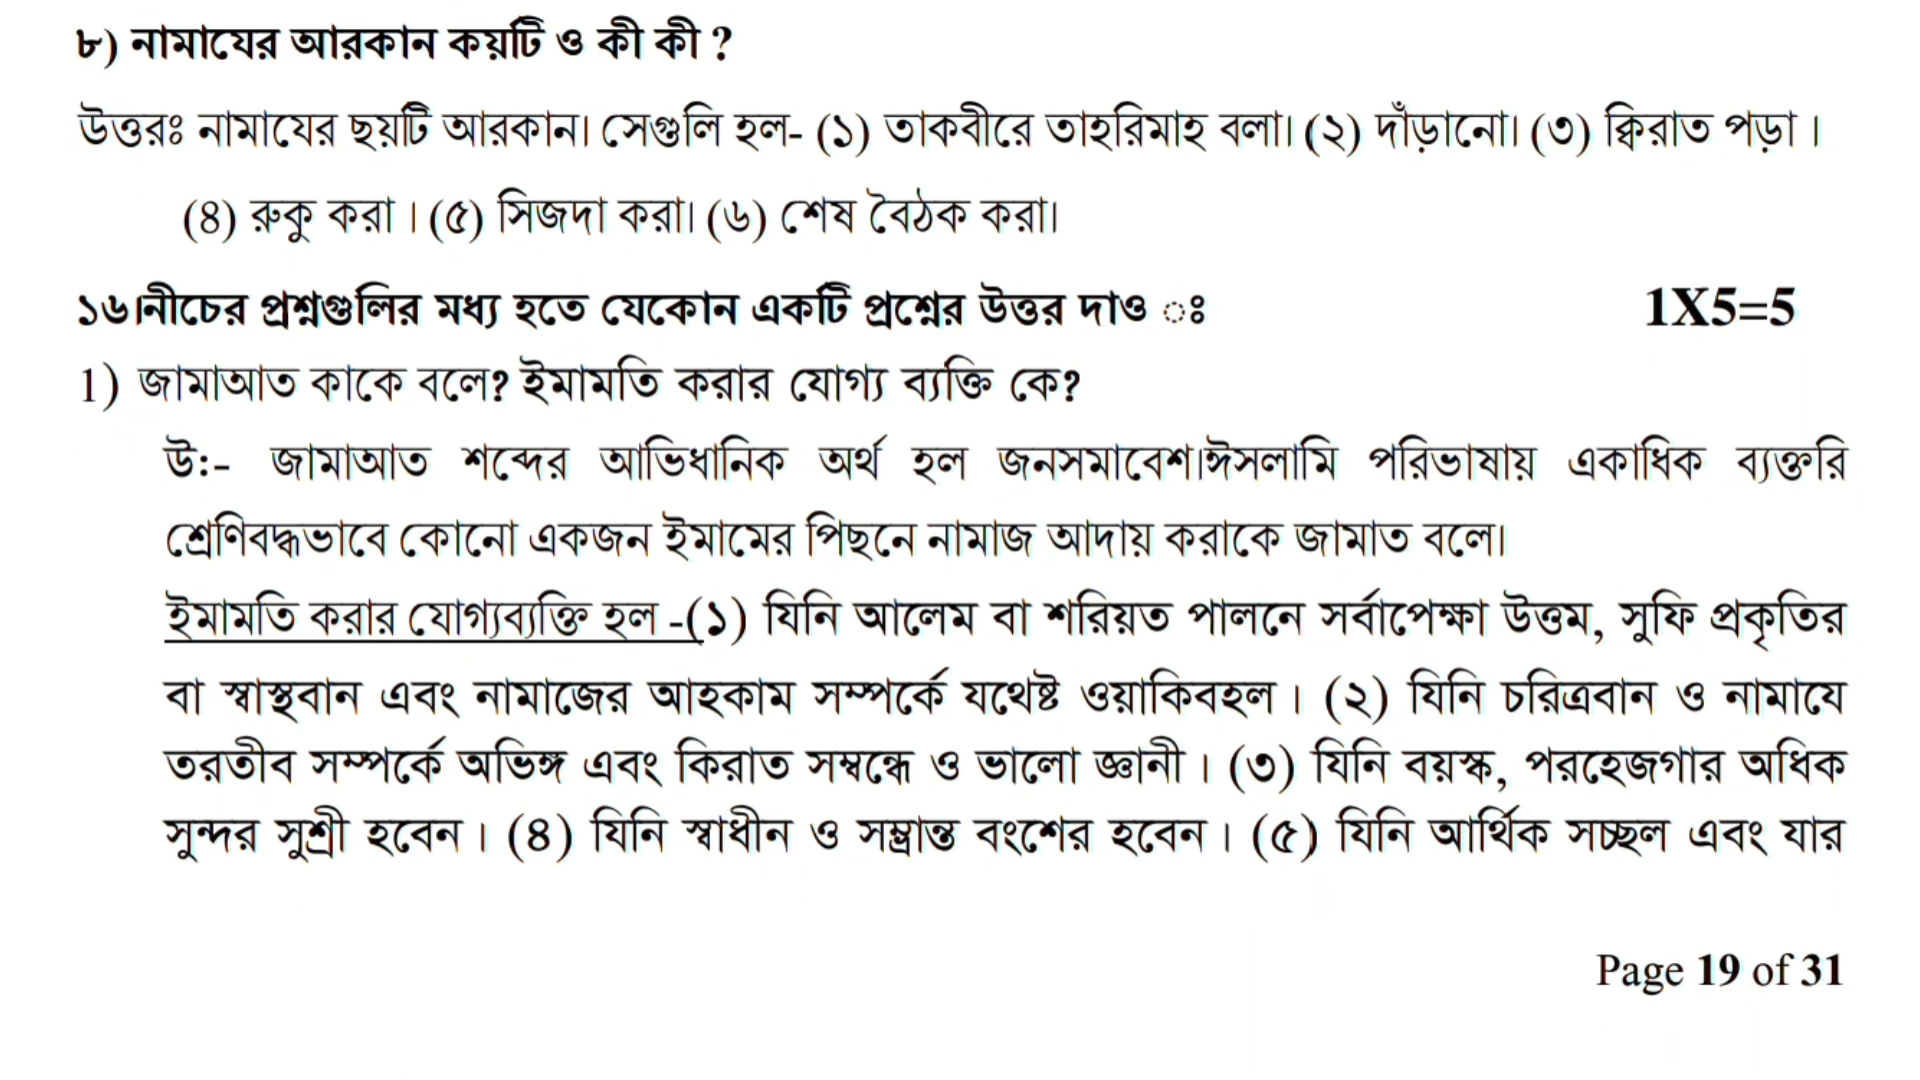 ৮) নামাযের আরকান কয়টি ও কী কী ?
উত্তরঃ নামাযের ছয়টি আরকান। সেগুলি হল- (১) তাকবীরে তাহরিমাহ বলা। (২) দাঁড়ানো। (৩) ক্বিরাত পড়া ।
(4) রুকু করা । (৫) সিজদা করা। (৬) শেষ বৈঠক করা।
১৬।নীচের প্রশ্নগুলির মধ্য হতে যেকোন একটি প্রশ্নের উত্তর দাও ঃ 1X5=5
1) জামাআত কাকে বলে? ইমামতি করার যোগ্য ব্যক্তি কে?
উ:- জামাআত শব্দের আভিধানিক অর্থ হল জনসমাবেশ।ঈসলামি পরিভাষায় একাধিক ব্যক্তরি
শ্রেণিবদ্ধভাবে কোনো একজন ইমামের পিছনে নামাজ আদায় করাকে জামাত বলে।
ইমামতি করার যোগ্যব্যক্তি হল -(১) যিনি আলেম বা শরিয়ত পালনে সর্বাপেক্ষা উত্তম, সুফি প্রকৃতির
বা স্বাস্থবান এবং নামাজের আহকাম সম্পর্কে যথেষ্ট ওয়াকিবহল । (২) যিনি চরিত্রবান ও নামাযে
তরতীব সম্পর্কে অভিঙ্গ এবং কিরাত সম্বন্ধে ও ভালো জ্ঞানী । (৩) যিনি বয়স্ক, পরহেজগার অধিক
সুন্দর সুশ্রী হবেন । (4) যিনি স্বাধীন ও সম্ভ্রান্ত বংশের হবেন । (৫) যিনি আর্থিক সচ্ছল এবং যার
Page 19 of 31